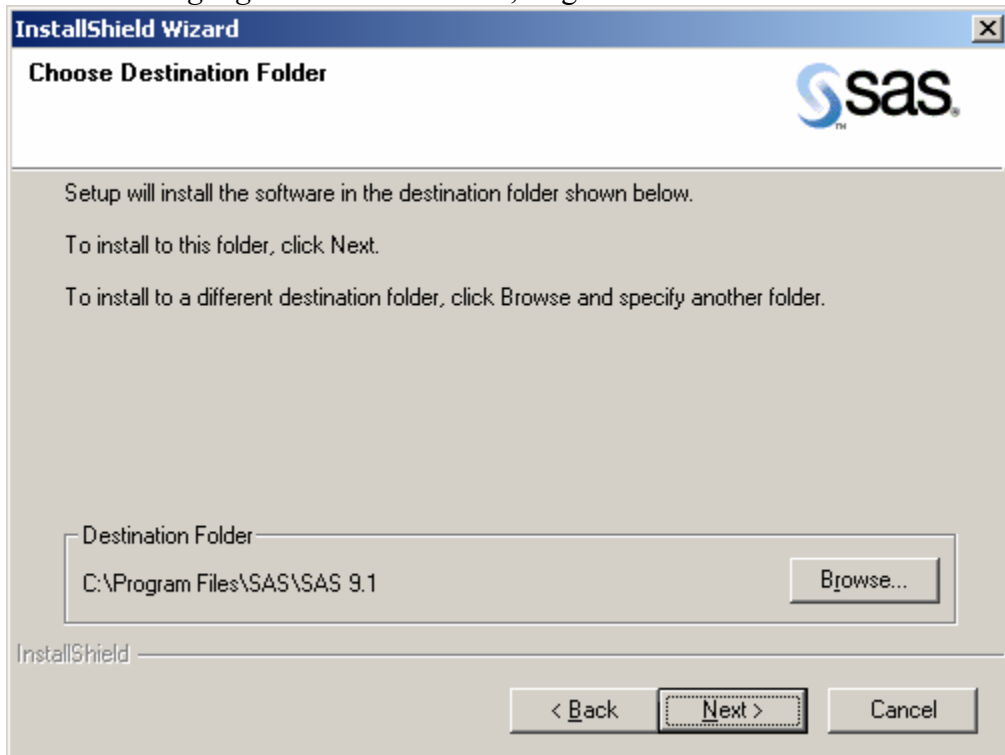 InstallShield Wizard
Choose Destination Folder
sas.
TM
Setup will install the software in the destination folder shown below.
To install to this folder, click Next.
To install to a different destination folder, click Browse and specify another folder.
Destination Folder
C:\Program Files\SAS\SAS 9.1
Browse...
InstallShield
< Back
Next >
Cancel